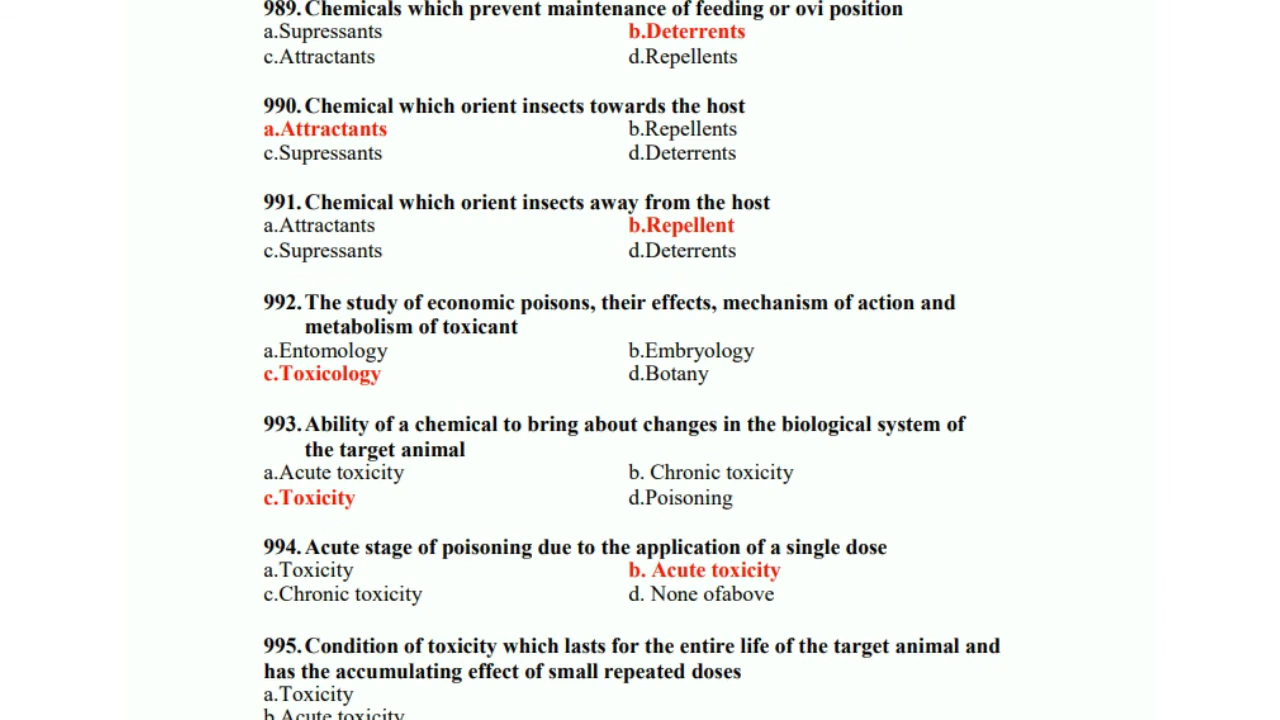 989. Chemicals which prevent maintenance of feeding or ovi position
a.Supressants b.Deterrents
c.Attractants d.Repellents
990. Chemical which orient insects towards the host
a.Attractants b.Repellents
c.Supressants d.Deterrents
991. Chemical which orient insects away from the host
a.Attractants b.Repellent
c.Supressants d.Deterrents
992. The study of economic poisons, their effects, mechanism of action and
metabolism of toxicant
a.Entomology b.Embryology
c.Toxicology d.Botany
993. Ability of a chemical to bring about changes in the biological system of
the target animal
a.Acute toxicity b. Chronic toxicity
c.Toxicity d.Poisoning
994. Acute stage of poisoning due to the application of a single dose
a.Toxicity b. Acute toxicity
c.Chronic toxicity d. None ofabove
995. Condition of toxicity which lasts for the entire life of the target animal and
has the accumulating effect of small repeated doses
a.Toxicity
b.Acute toxicity